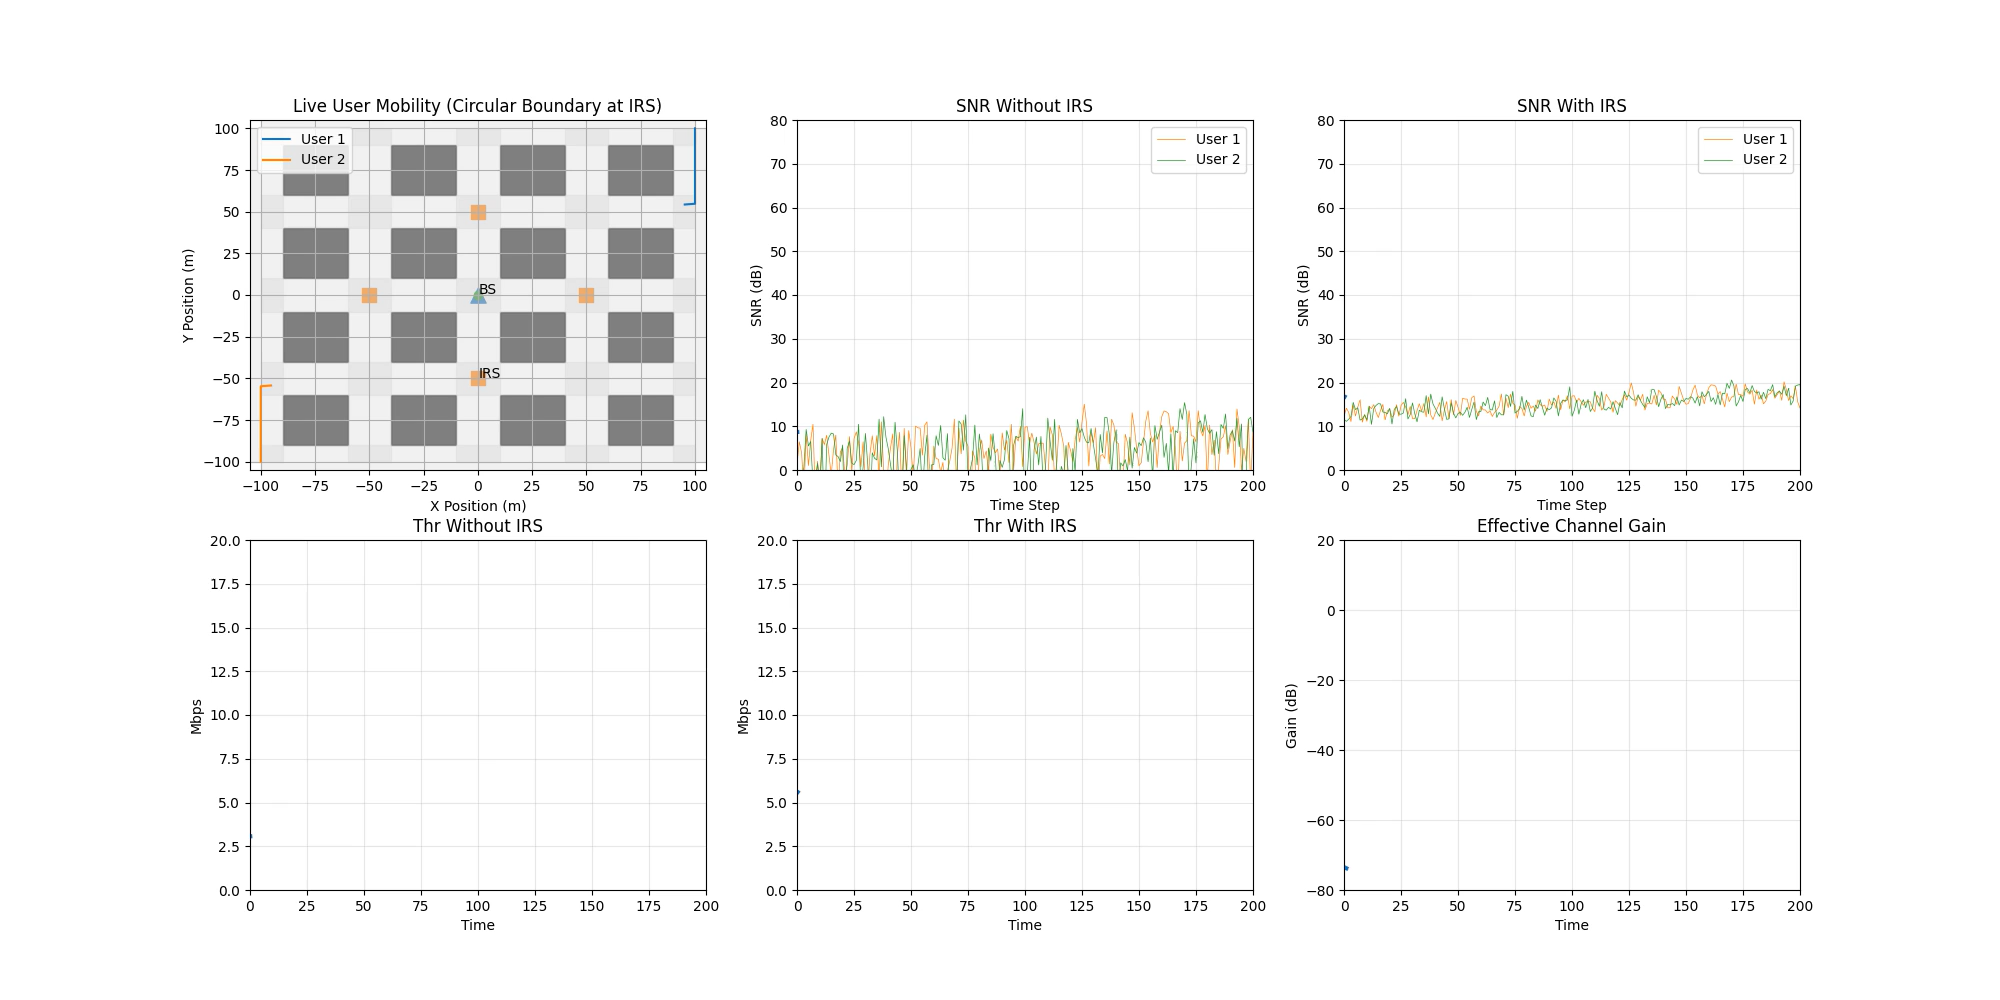 Live User Mobility (Circular Boundary at IRS)
User 1
User 2
100
75
50
25
0
−25
−50
−75
−100
Y Position (m)
BS
IRS
−100 −75 −50 −25 0 25 50 75 100
X Position (m)
SNR Without IRS
User 1
User 2
80
70
60
50
40
30
20
10
0
SNR (dB)
0 25 50 75 100 125 150 175 200
Time Step
SNR With IRS
User 1
User 2
80
70
60
50
40
30
20
10
0
SNR (dB)
0 25 50 75 100 125 150 175 200
Time Step
Thr Without IRS
20.0
17.5
15.0
12.5
10.0
7.5
5.0
2.5
0.0
Mbps
0 25 50 75 100 125 150 175 200
Time
Thr With IRS
20.0
17.5
15.0
12.5
10.0
7.5
5.0
2.5
0.0
Mbps
0 25 50 75 100 125 150 175 200
Time
Effective Channel Gain
20
0
−20
−40
−60
−80
Gain (dB)
0 25 50 75 100 125 150 175 200
Time